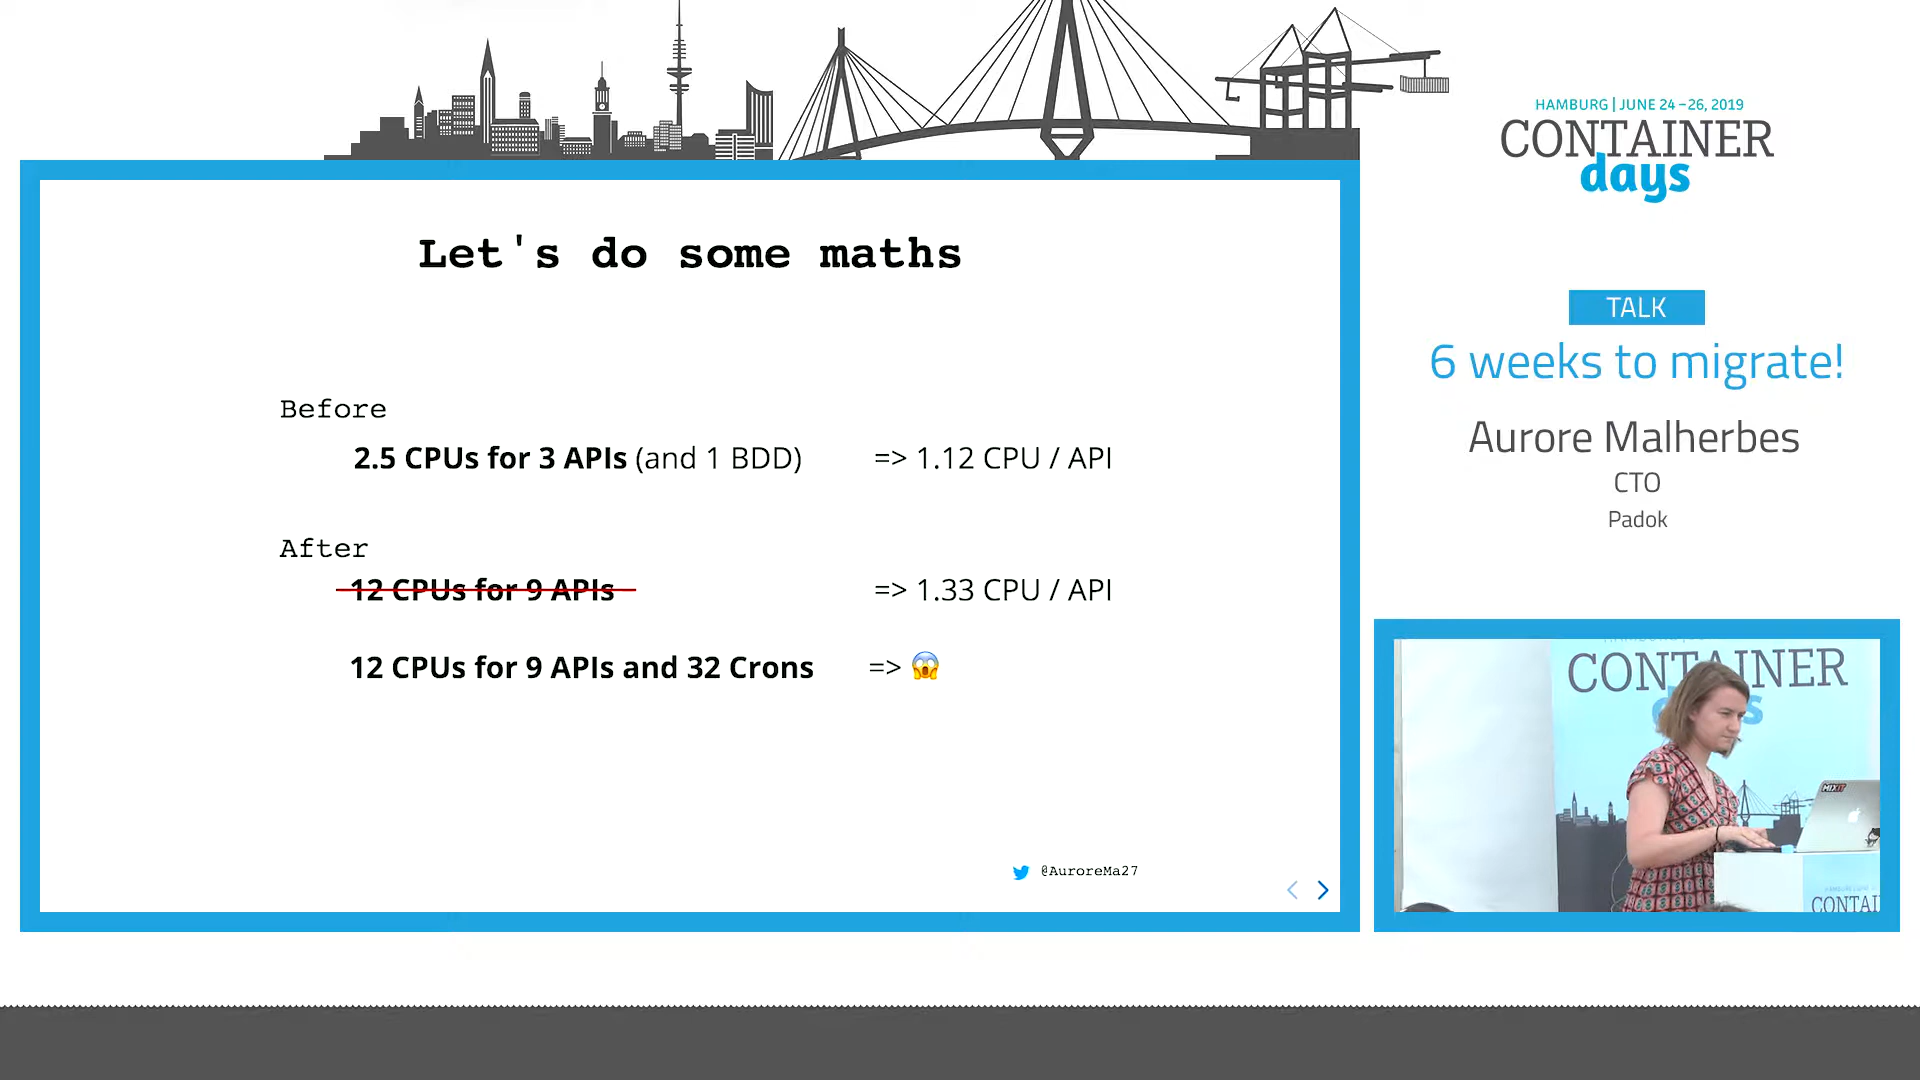 HAMBURG | JUNE 24 – 26, 2019
CONTAINER
days
Let's do some maths
Before
2.5 CPUs for 3 APIs (and 1 BDD) => 1.12 CPU / API
After
12 CPUs for 9 APIs => 1.33 CPU / API
12 CPUs for 9 APIs and 32 Crons => 😱
@AuroreMa27
TALK
6 weeks to migrate!
Aurore Malherbes
CTO
Padok
CONTAINER
MIXIT
CONTAI